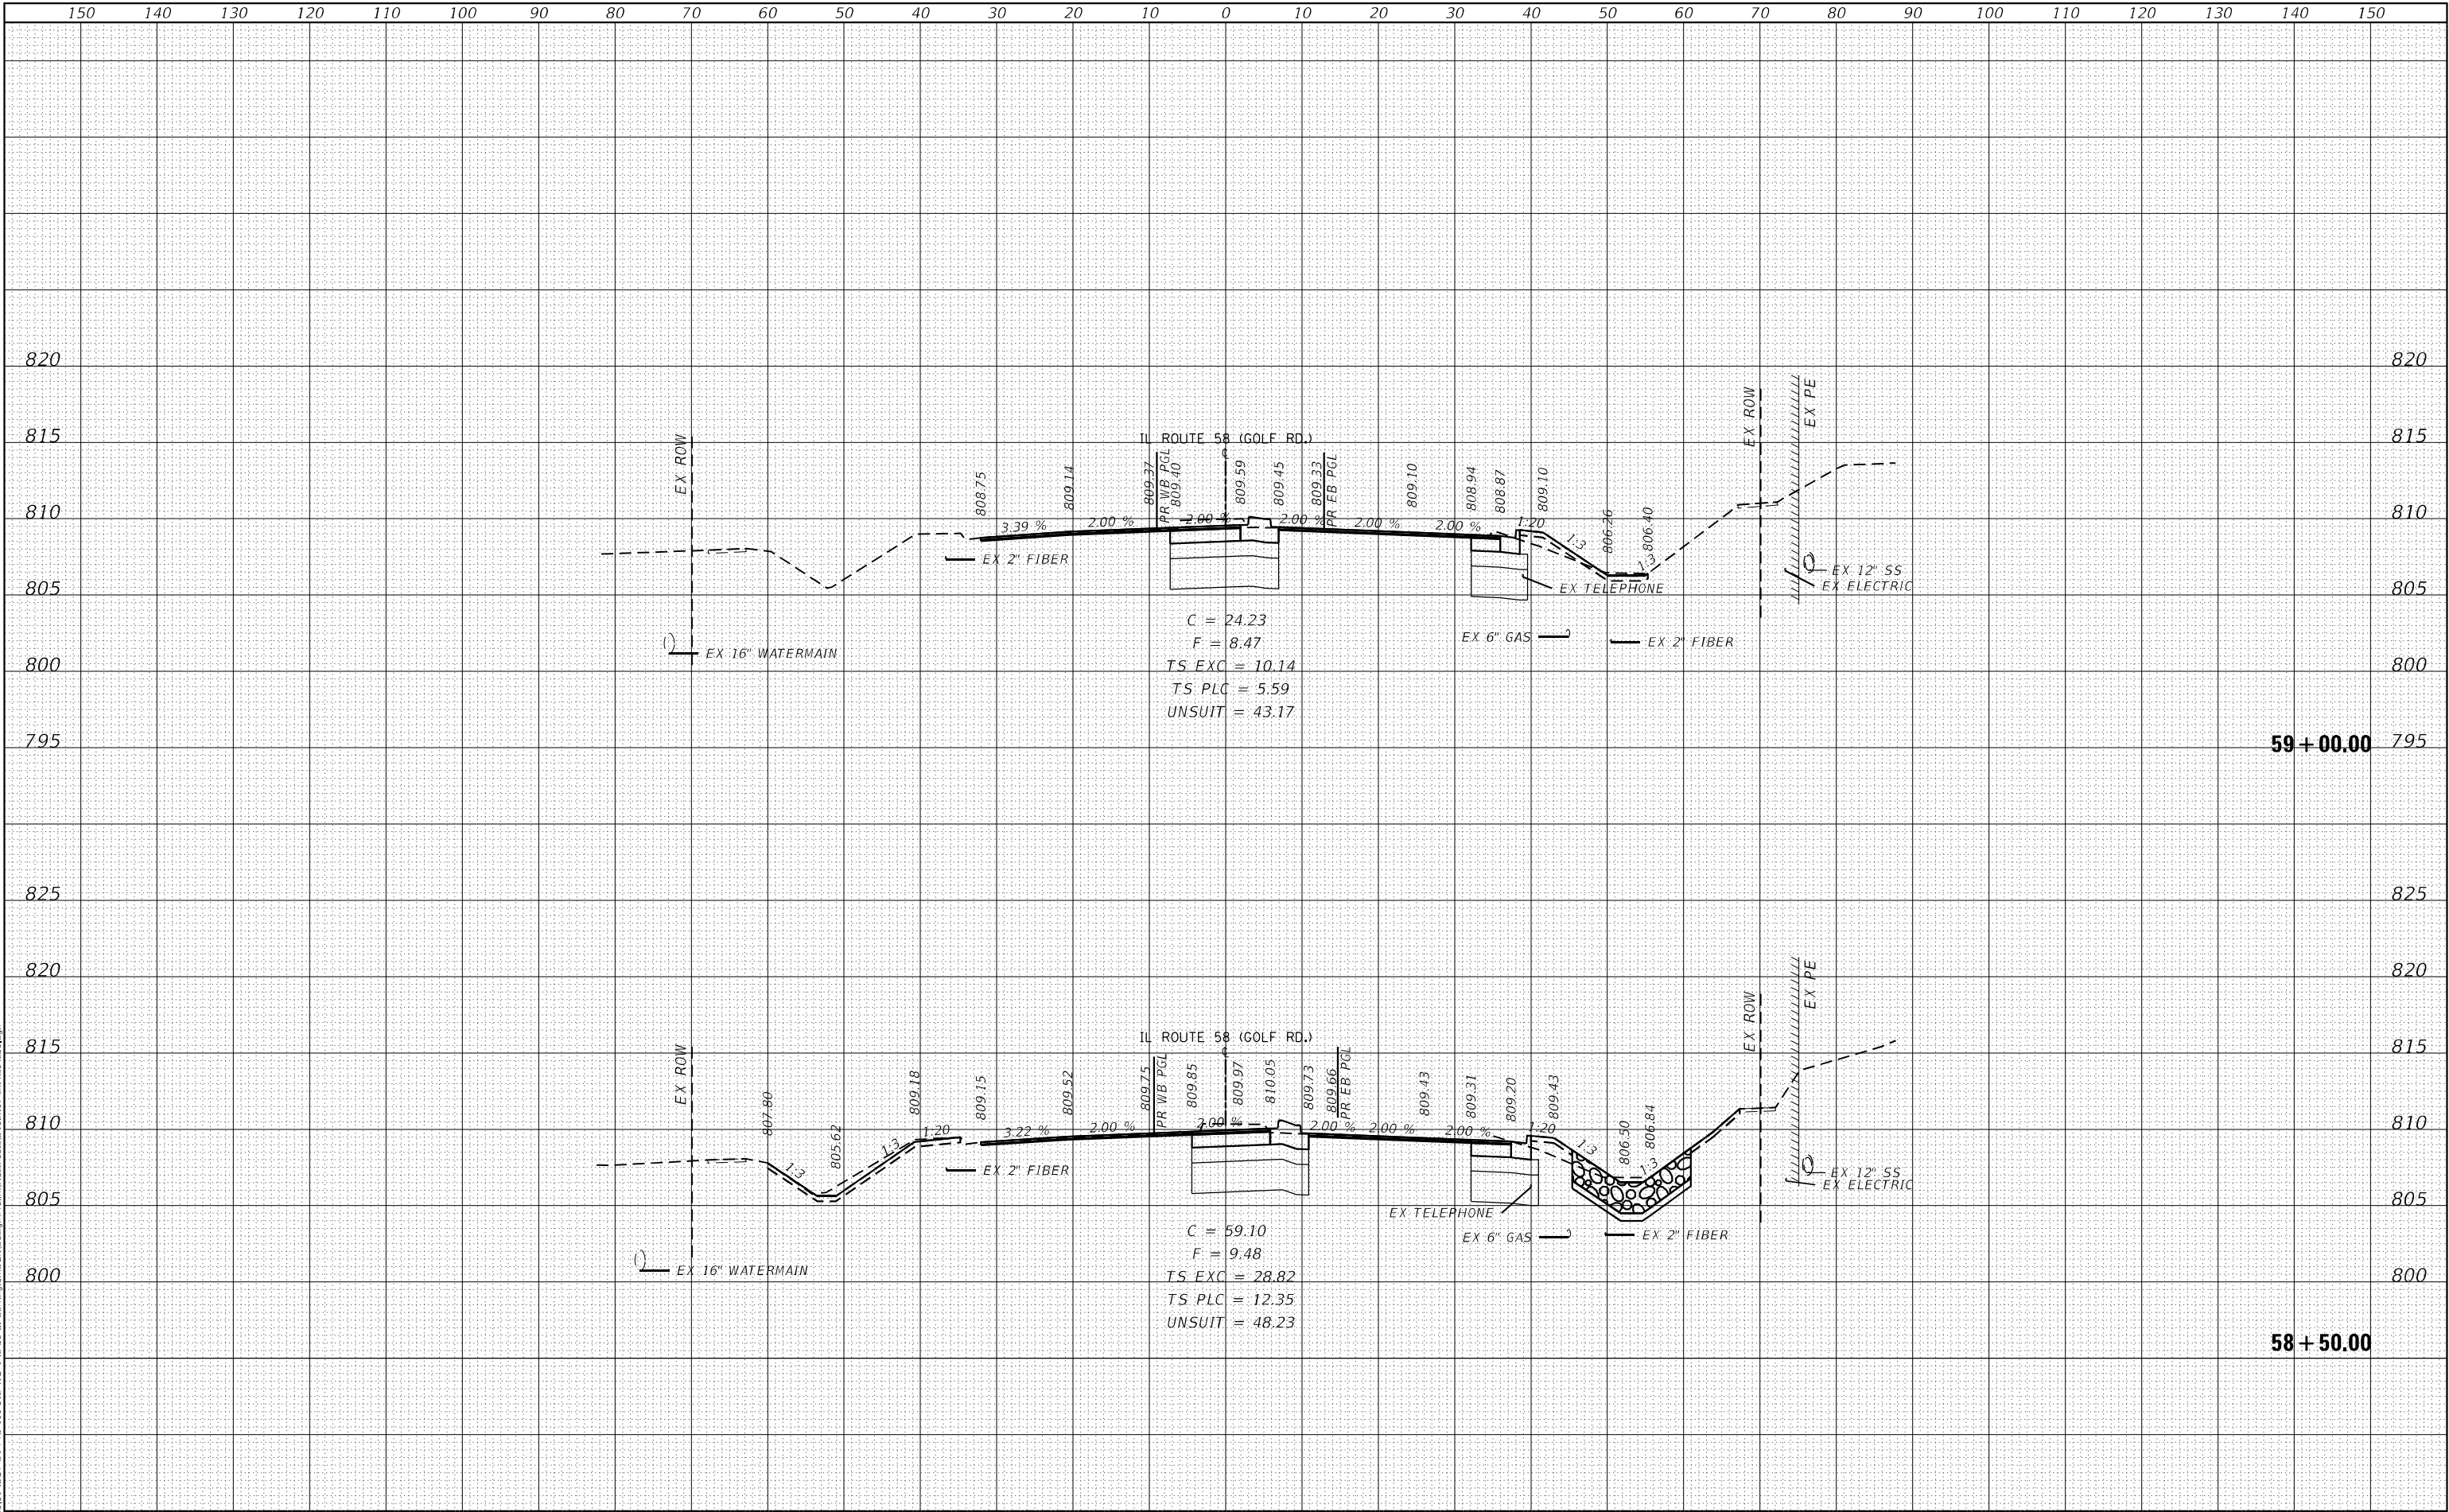 150 140 130 120 110 100 90 80 70 60 50 40 30 20 10 0 10 20 30 40 50 60 70 80 90 100 110 120 130 140 150
820 820
EX ROW
EX ROW
EX PE
815 IL ROUTE 58 (GOLF RD.) 815
℄
808.75 809.14 809.37 PR WB PGL 809.40 809.59 809.45 809.33 PR EB PGL 809.10 808.94 808.87 809.10 806.26 806.40
810 810
3.39 % 2.00 % 2.00 % 2.00 % 2.00 % 2.00 % 1:20 1:3 1:3
EX 2" FIBER
EX 12" SS
EX ELECTRIC
EX TELEPHONE
805 805
C = 24.23
F = 8.47
EX 6" GAS
EX 2" FIBER
EX 16" WATERMAIN
TS EXC = 10.14
800 800
TS PLC = 5.59
UNSUIT = 43.17
795 59+00.00 795
825 825
820 820
EX ROW
EX ROW
EX PE
815 IL ROUTE 58 (GOLF RD.) 815
℄
807.80 805.62 809.18 809.15 809.52 809.75 PR WB PGL 809.85 809.97 810.05 809.73 809.66 PR EB PGL 809.43 809.31 809.20 809.43 806.50 806.84
810 810
1:3 1:3 1:20 3.22 % 2.00 % 2.00 % 2.00 % 2.00 % 2.00 % 1:20 1:3 1:3
EX 2" FIBER
EX 12" SS
EX ELECTRIC
805 805
EX TELEPHONE
C = 59.10
EX 6" GAS
EX 2" FIBER
F = 9.48
EX 16" WATERMAIN
TS EXC = 28.82
800 800
TS PLC = 12.35
UNSUIT = 48.23
58+50.00